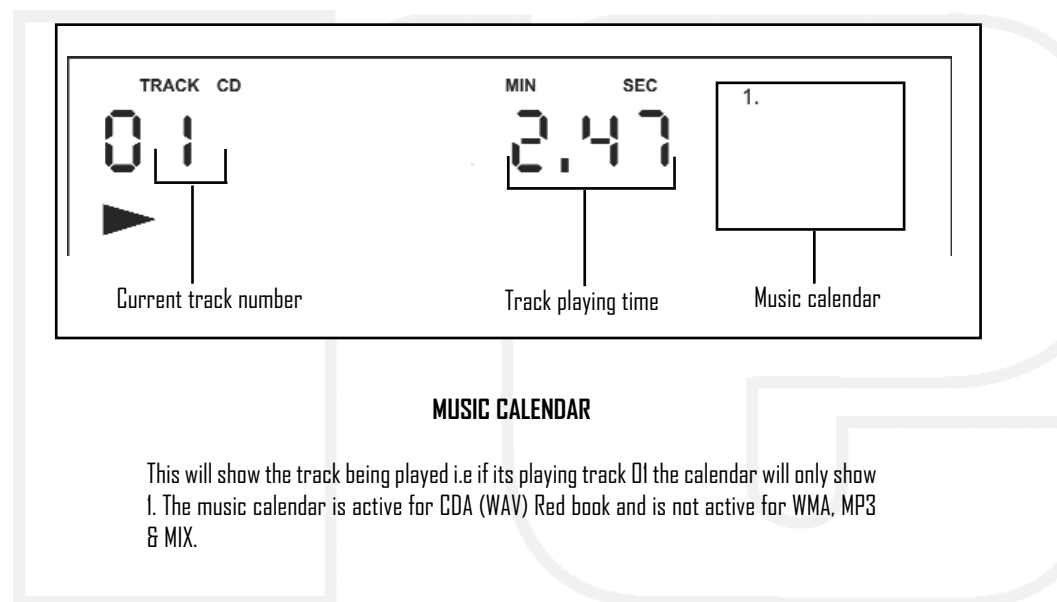 TRACK CD MIN SEC 1.
01 2.47
Current track number Track playing time Music calendar
MUSIC CALENDAR
This will show the track being played i.e if its playing track 01 the calendar will only show
1. The music calendar is active for CDA (WAV) Red book and is not active for WMA, MP3
& MIX.